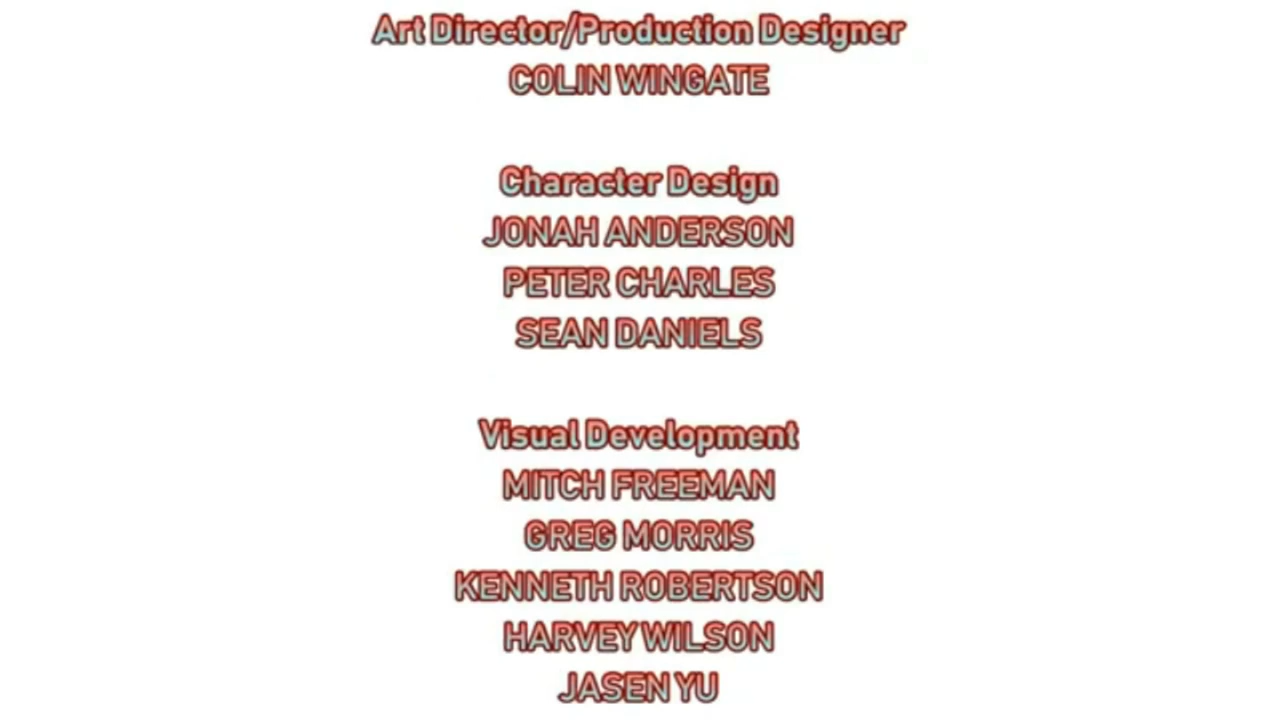 Art Director/Production Designer
COLIN WINGATE
Character Design
JONAH ANDERSON
PETER CHARLES
SEAN DANIELS
Visual Development
MITCH FREEMAN
GREG MORRIS
KENNETH ROBERTSON
HARVEY WILSON
JASEN YU